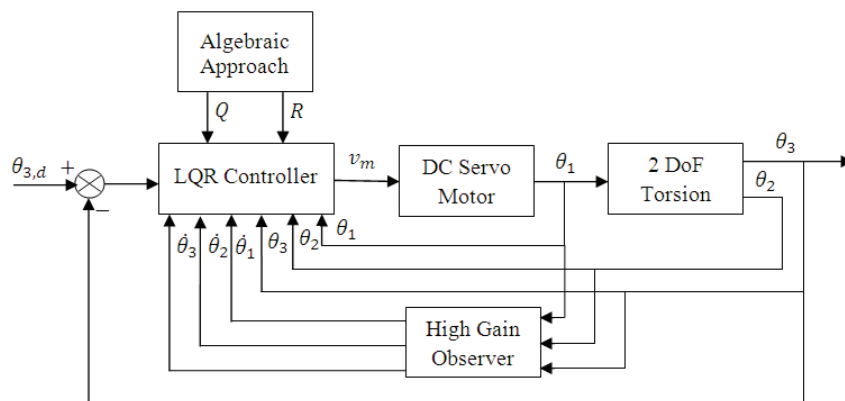 Algebraic
Approach
Q
R
θ₃,d
+
−
LQR Controller
vₘ
DC Servo
Motor
θ₁
2 DoF
Torsion
θ₃
θ₂
θ̇₃ θ̇₂ θ̇₁ θ₃ θ₂ θ₁
High Gain
Observer